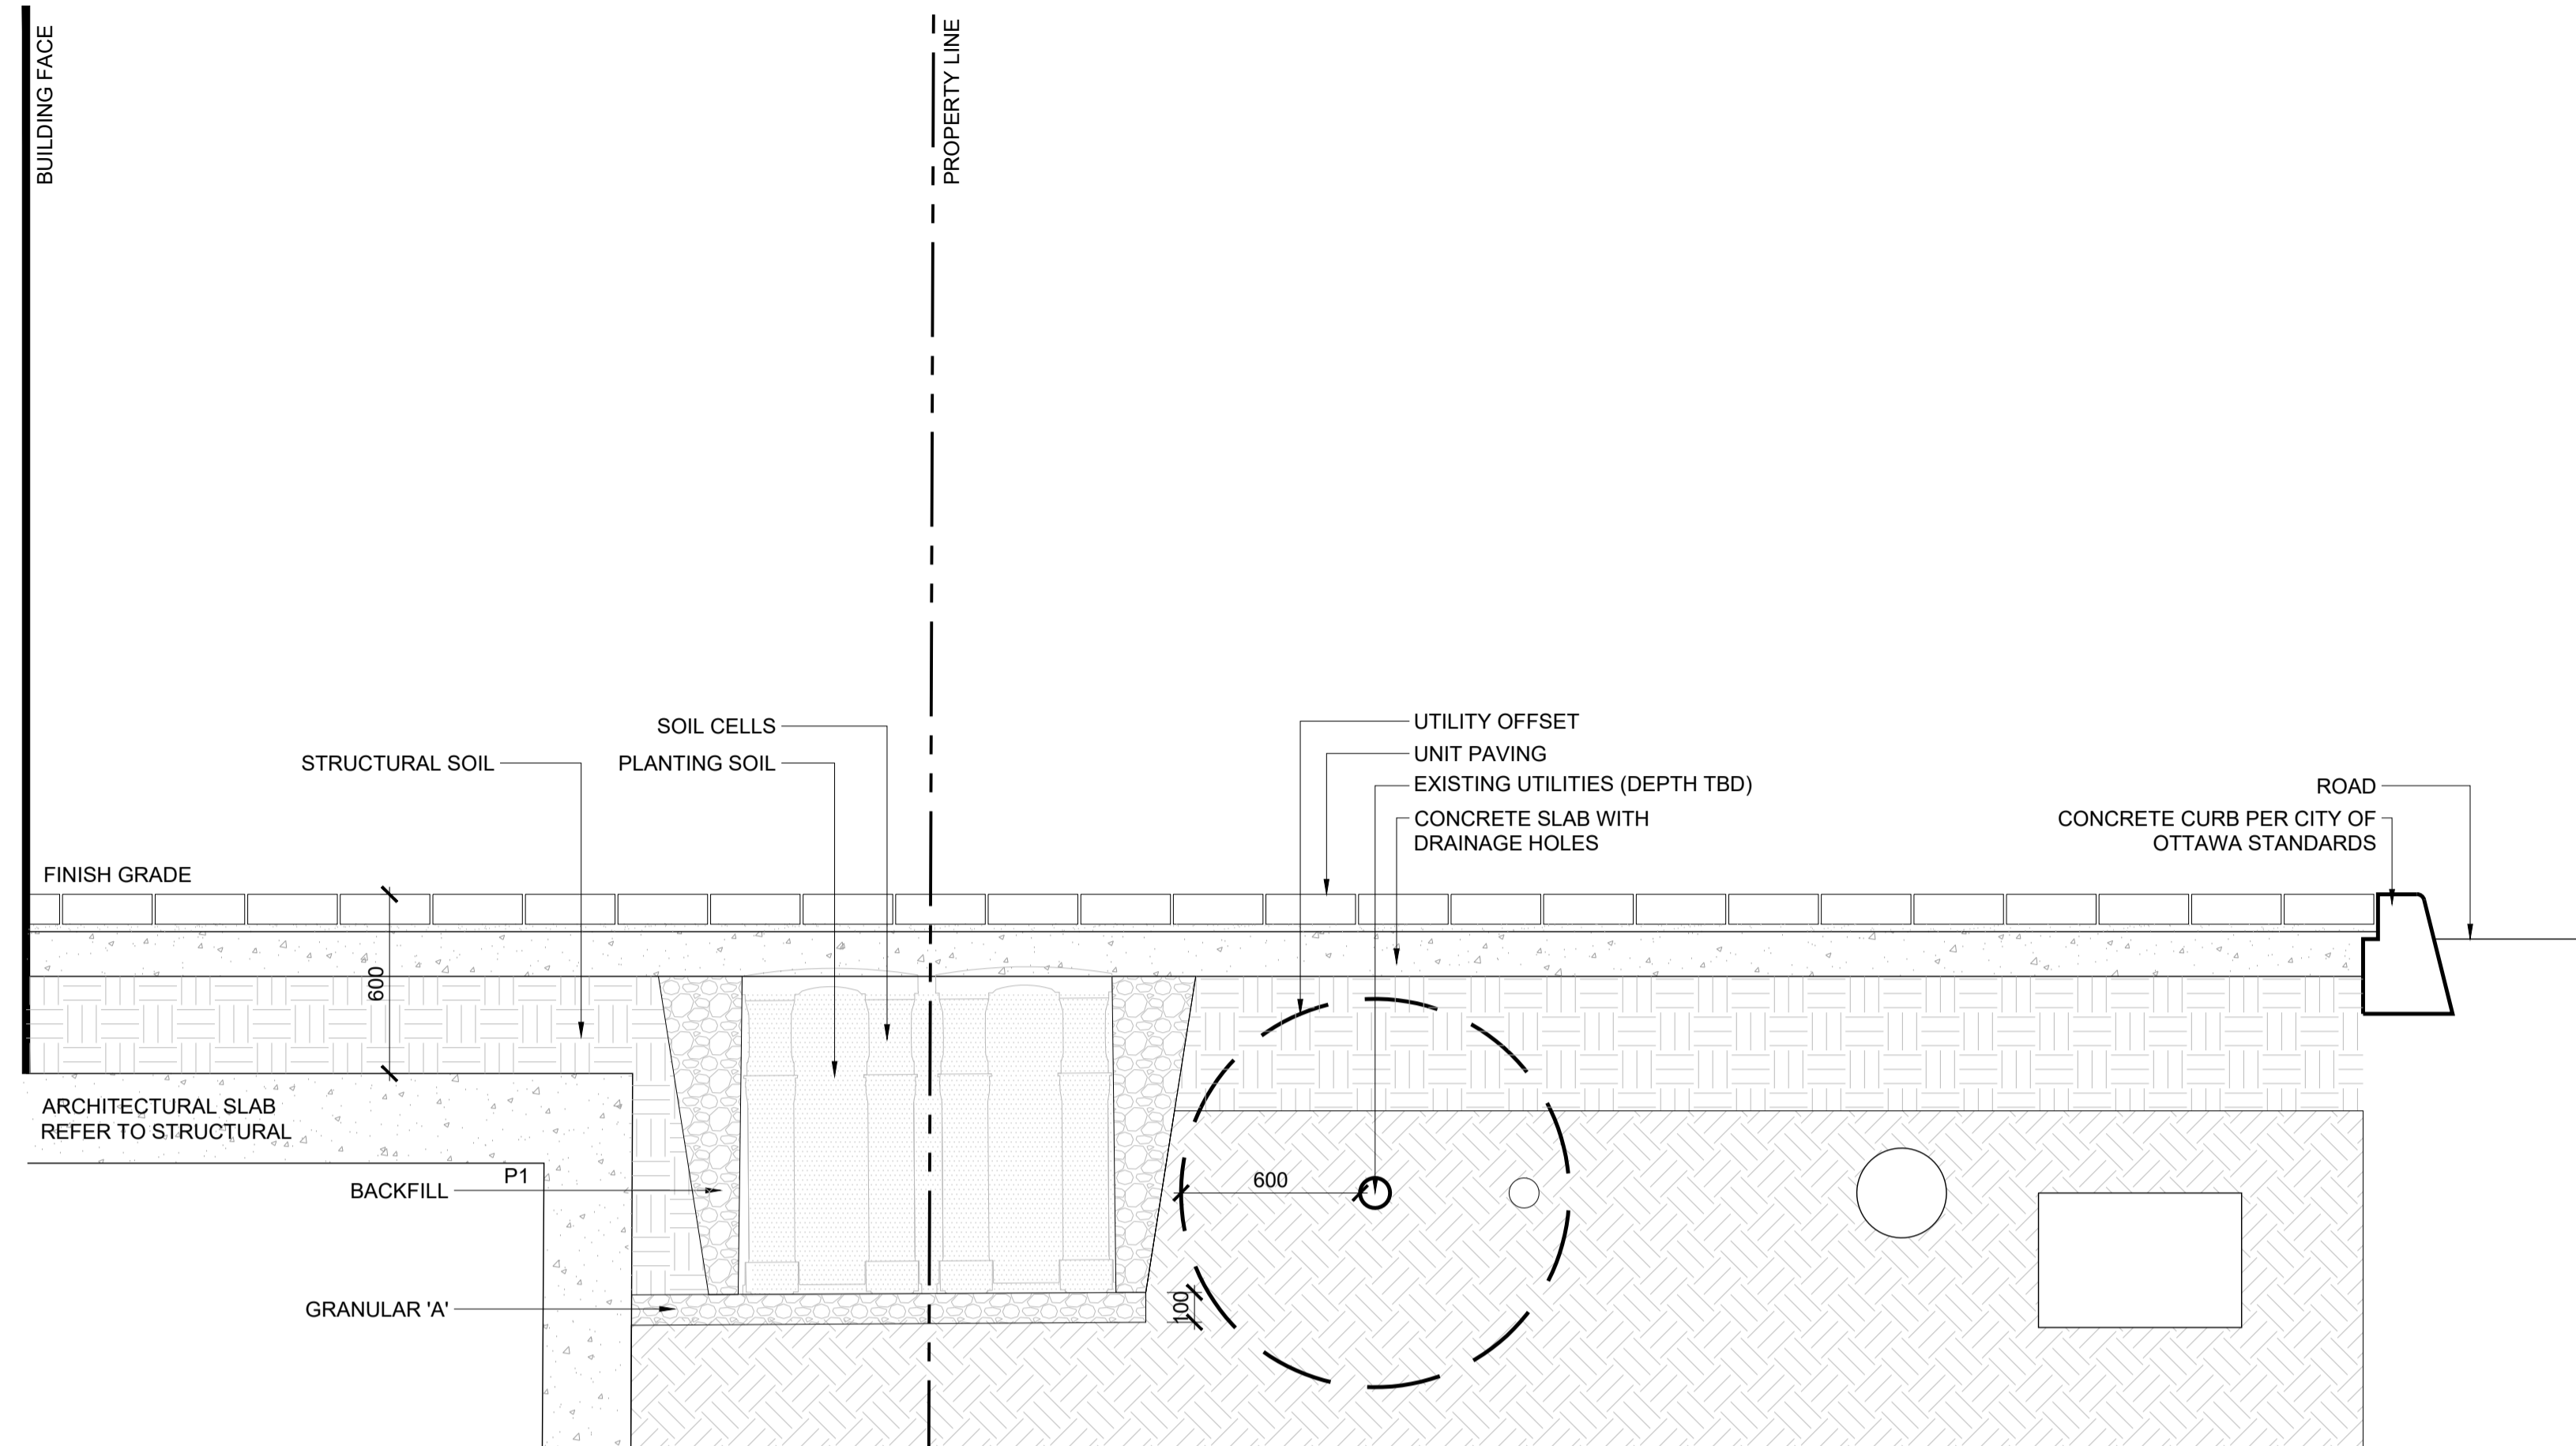 BUILDING FACE
PROPERTY LINE
SOIL CELLS
STRUCTURAL SOIL
PLANTING SOIL
UTILITY OFFSET
UNIT PAVING
EXISTING UTILITIES (DEPTH TBD)
CONCRETE SLAB WITH
DRAINAGE HOLES
ROAD
CONCRETE CURB PER CITY OF
OTTAWA STANDARDS
FINISH GRADE
600
ARCHITECTURAL SLAB
REFER TO STRUCTURAL
P1
BACKFILL
600
GRANULAR 'A'
100